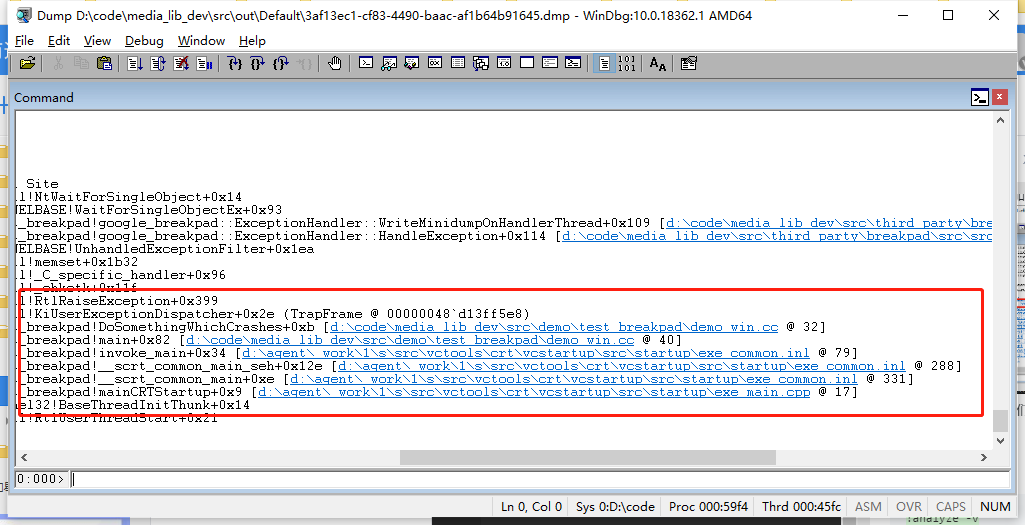 Dump D:\code\media_lib_dev\src\out\Default\3af13ec1-cf83-4490-baac-af1b64b91645.dmp - WinDbg:10.0.18362.1 AMD64
File Edit View Debug Window Help
Command
Site
l!NtWaitForSingleObject+0x14
NELBASE!WaitForSingleObjectEx+0x93
_breakpad!google_breakpad::ExceptionHandler::WriteMinidumpOnHandlerThread+0x109 [d:\code\media_lib_dev\src\third_party\brea
_breakpad!google_breakpad::ExceptionHandler::HandleException+0x114 [d:\code\media_lib_dev\src\third_party\breakpad\src\src
NELBASE!UnhandledExceptionFilter+0x1ea
l!memset+0x1b32
l!_C_specific_handler+0x96
l!_chkstk+0x11f
l!RtlRaiseException+0x399
l!KiUserExceptionDispatcher+0x2e (TrapFrame @ 00000048`d13ff5e8)
_breakpad!DoSomethingWhichCrashes+0xb [d:\code\media_lib_dev\src\demo\test_breakpad\demo_win.cc @ 32]
_breakpad!main+0x82 [d:\code\media_lib_dev\src\demo\test_breakpad\demo_win.cc @ 40]
_breakpad!invoke_main+0x34 [d:\agent\_work\1\s\src\vctools\crt\vcstartup\src\startup\exe_common.inl @ 79]
_breakpad!__scrt_common_main_seh+0x12e [d:\agent\_work\1\s\src\vctools\crt\vcstartup\src\startup\exe_common.inl @ 288]
_breakpad!__scrt_common_main+0xe [d:\agent\_work\1\s\src\vctools\crt\vcstartup\src\startup\exe_common.inl @ 331]
_breakpad!mainCRTStartup+0x9 [d:\agent\_work\1\s\src\vctools\crt\vcstartup\src\startup\exe_main.cpp @ 17]
el32!BaseThreadInitThunk+0x14
l!RtlUserThreadStart+0x21
0:000>
Ln 0, Col 0 Sys 0:D:\code Proc 000:59f4 Thrd 000:45fc ASM OVR CAPS NUM
!analyze -v